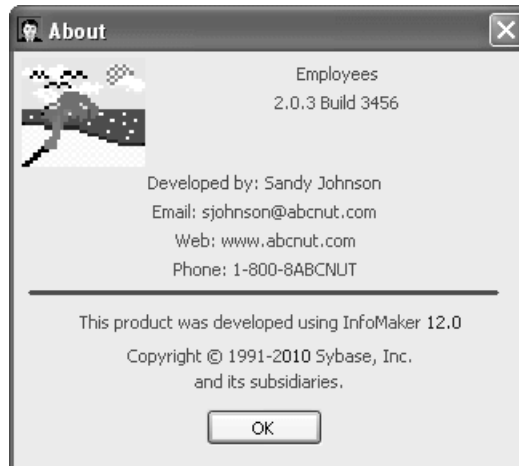 About
Employees
2.0.3 Build 3456
Developed by: Sandy Johnson
Email: sjohnson@abcnut.com
Web: www.abcnut.com
Phone: 1-800-8ABCNUT
This product was developed using InfoMaker 12.0
Copyright © 1991-2010 Sybase, Inc.
and its subsidiaries.
OK